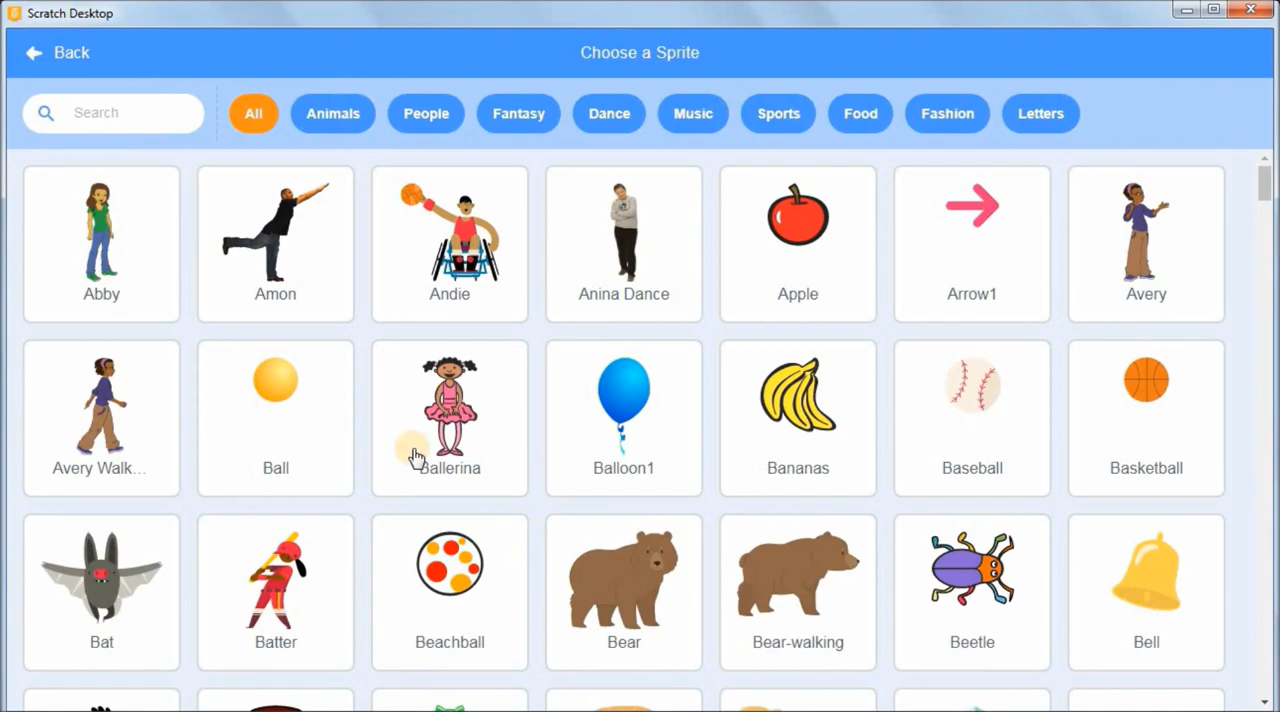 Scratch Desktop
Back
Choose a Sprite
Search
All Animals People Fantasy Dance Music Sports Food Fashion Letters
Abby Amon Andie Anina Dance Apple Arrow1 Avery
Avery Walk... Ball Ballerina Balloon1 Bananas Baseball Basketball
Bat Batter Beachball Bear Bear-walking Beetle Bell